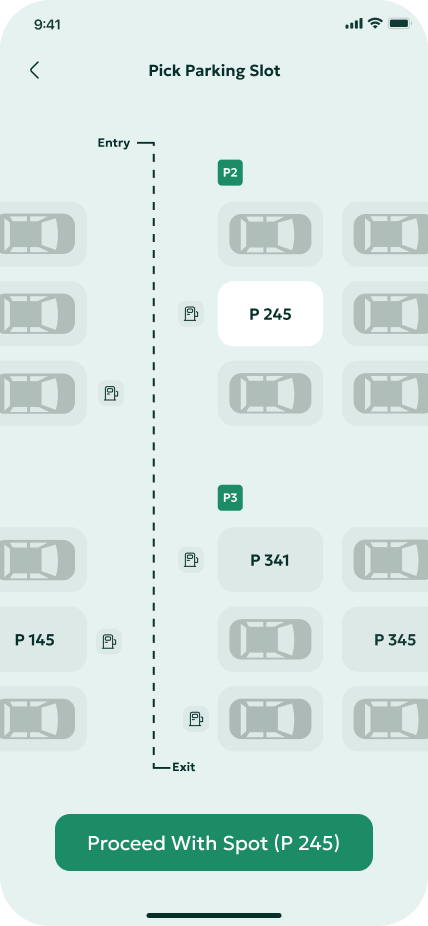 9:41
Pick Parking Slot
Entry
P2
P 245
P3
P 341
P 145
P 345
Exit
Proceed With Spot (P 245)